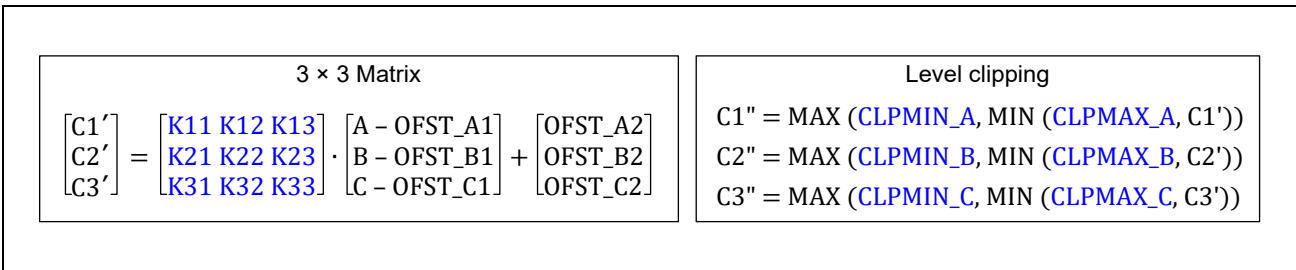 3 × 3 Matrix
[C1′] [K11 K12 K13] [A – OFST_A1] [OFST_A2]
[C2′] = [K21 K22 K23] · [B – OFST_B1] + [OFST_B2]
[C3′] [K31 K32 K33] [C – OFST_C1] [OFST_C2]
Level clipping
C1" = MAX (CLPMIN_A, MIN (CLPMAX_A, C1'))
C2" = MAX (CLPMIN_B, MIN (CLPMAX_B, C2'))
C3" = MAX (CLPMIN_C, MIN (CLPMAX_C, C3'))